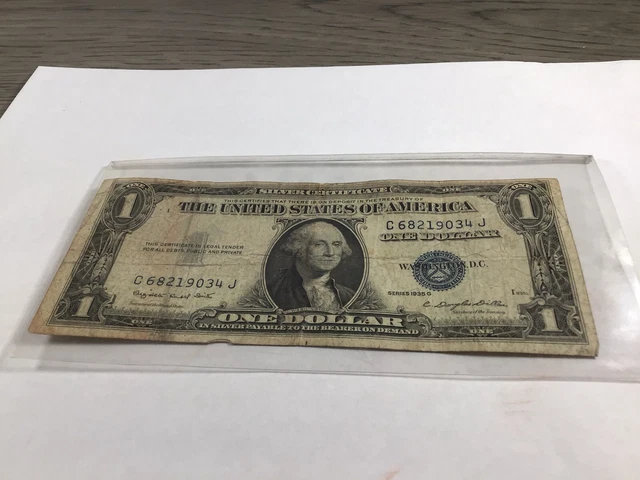 ONE SILVER CERTIFICATE ONE
1 1
THIS CERTIFIES THAT THERE IS ON DEPOSIT IN THE TREASURY OF
THE UNITED STATES OF AMERICA
C 68219034 J
ONE DOLLAR
THIS CERTIFICATE IS LEGAL TENDER
FOR ALL DEBTS, PUBLIC AND PRIVATE
WASHINGTON, D.C.
C 68219034 J
SERIES 1935 G
1 1
ONE DOLLAR
ONE ONE
IN SILVER PAYABLE TO THE BEARER ON DEMAND